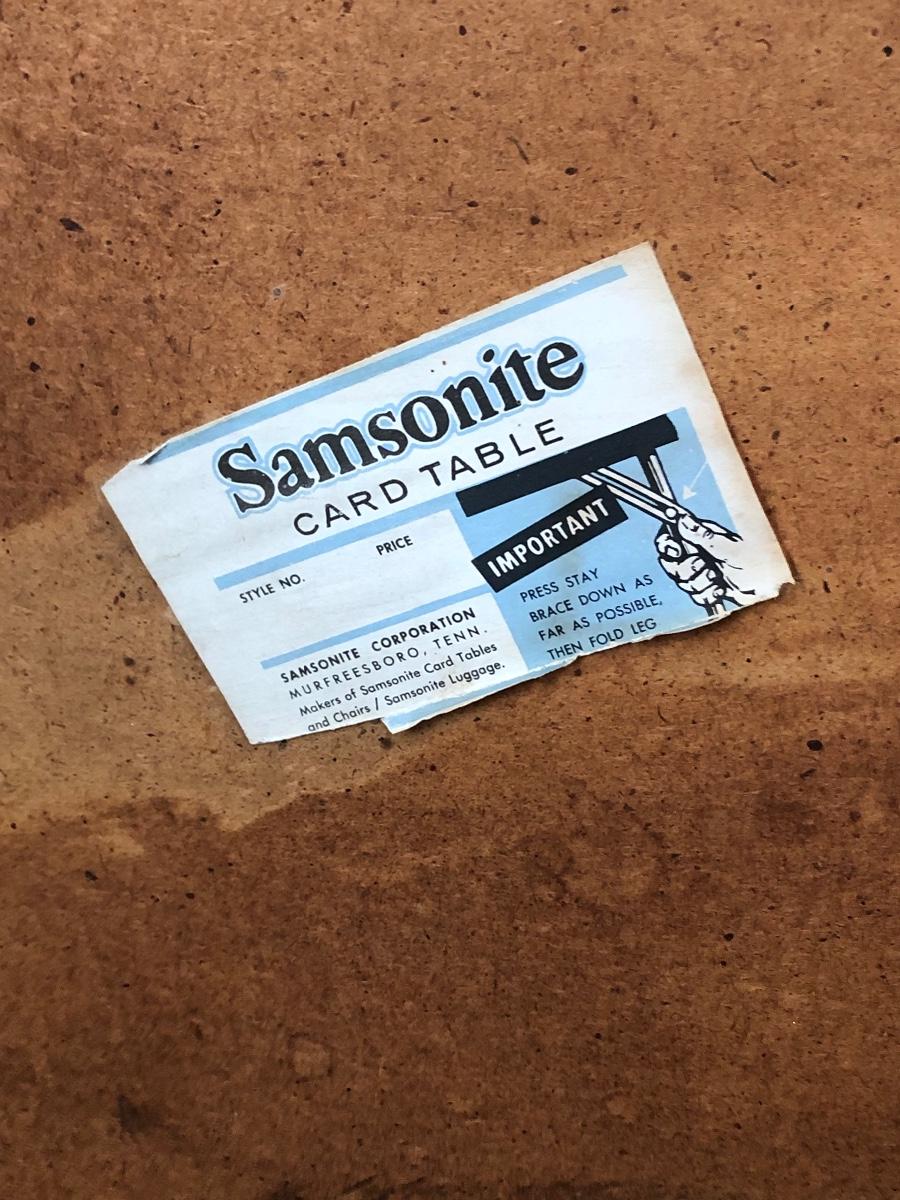 Samsonite
CARD TABLE
STYLE NO. PRICE
SAMSONITE CORPORATION
MURFREESBORO, TENN.
Makers of Samsonite Card Tables
and Chairs / Samsonite Luggage.
IMPORTANT
PRESS STAY
BRACE DOWN AS
FAR AS POSSIBLE,
THEN FOLD LEG